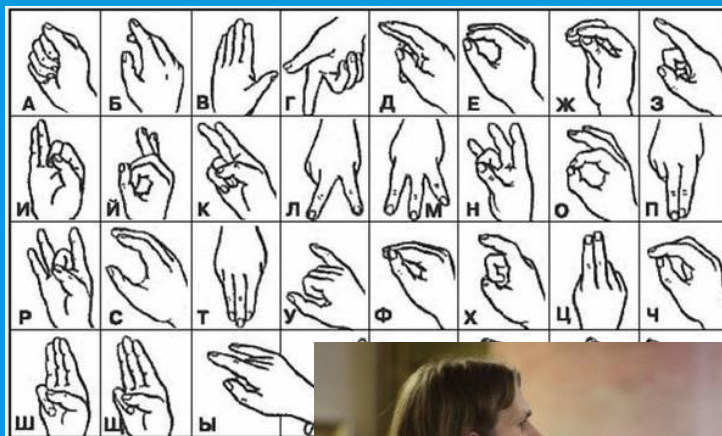 А Б В Г Д Е Ж З
И Й К Л М Н О П
Р С Т У Ф Х Ц Ч
Ш Щ Ы